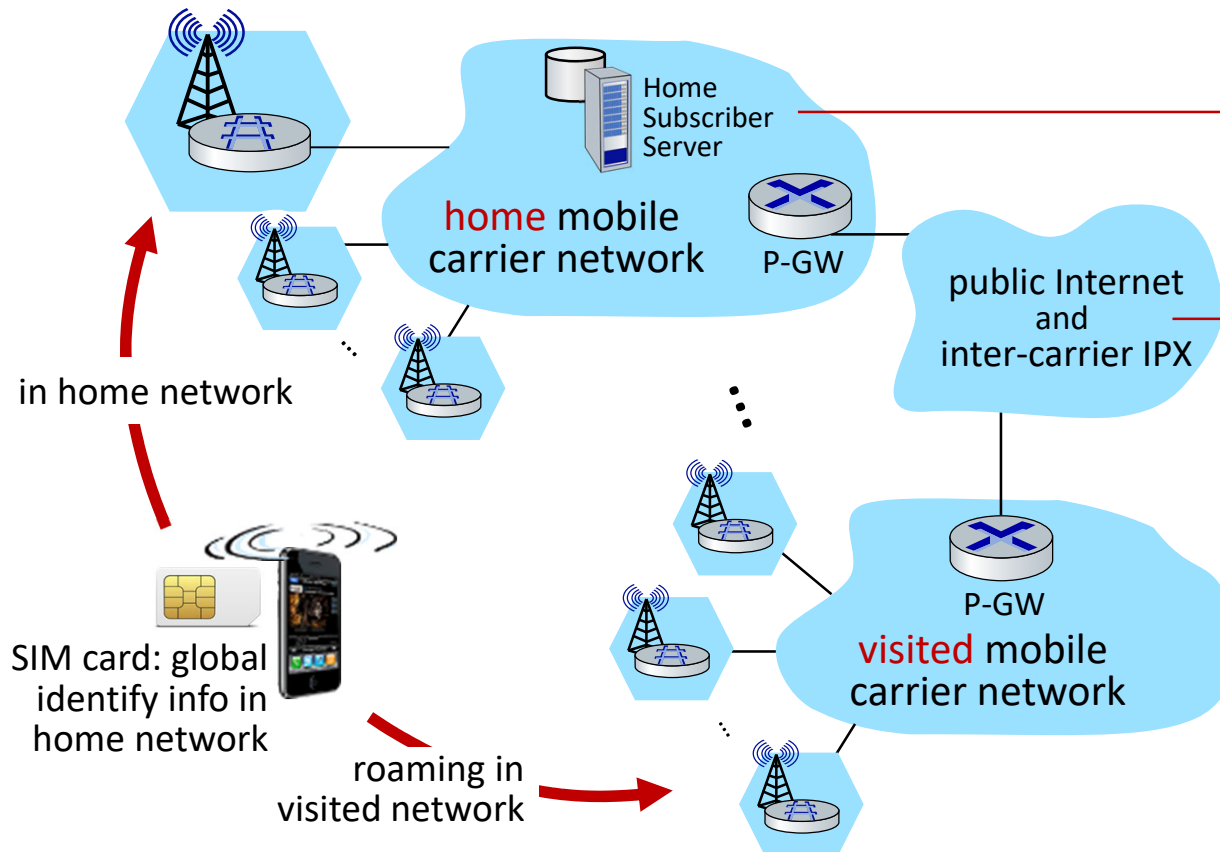 Home
Subscriber
Server
home mobile
carrier network
P-GW
public Internet
and
inter-carrier IPX
in home network
SIM card: global
identify info in
home network
roaming in
visited network
P-GW
visited mobile
carrier network